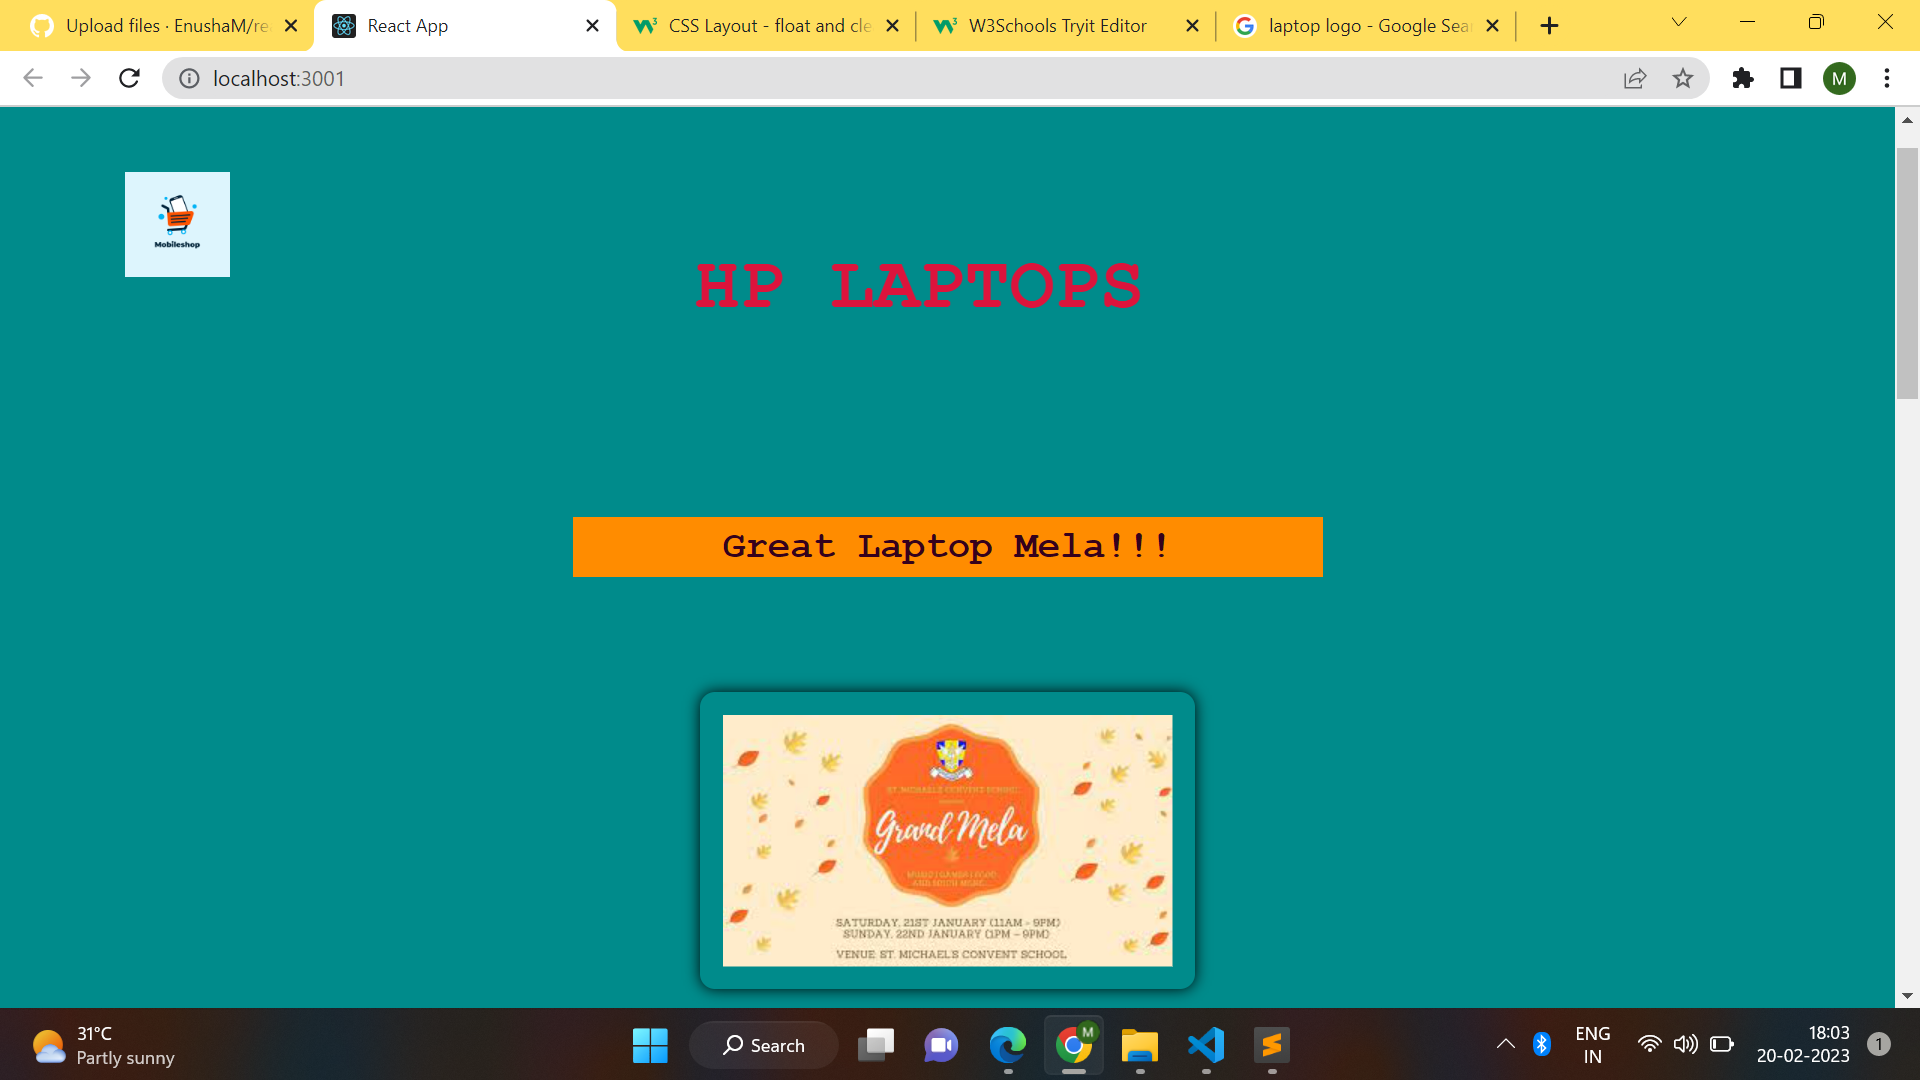 Upload files · EnushaM/re
React App
CSS Layout - float and cle
W3Schools Tryit Editor
laptop logo - Google Sea
localhost:3001
M
Mobileshop
HP LAPTOPS
Great Laptop Mela!!!
ST. MICHAEL'S CONVENT SCHOOL
Grand Mela
MUSIC | GAMES | FOOD
AND MUCH MORE...
SATURDAY, 21ST JANUARY (11AM - 9PM)
SUNDAY, 22ND JANUARY (1PM - 9PM)
VENUE: ST. MICHAEL'S CONVENT SCHOOL
31°C
Partly sunny
Search
M
ENG
IN
18:03
20-02-2023
1